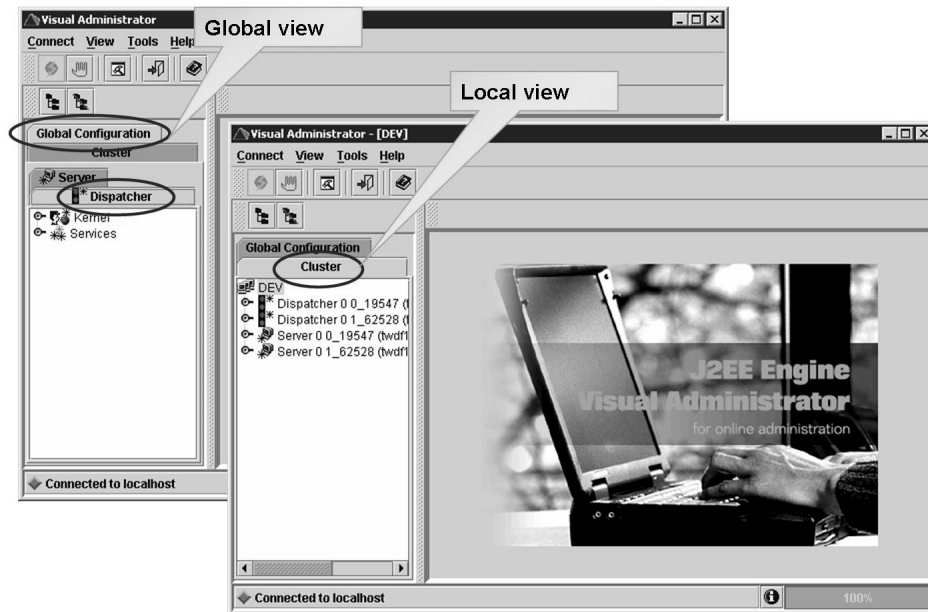 Visual Administrator
Connect View Tools Help
Global view
Global Configuration
Cluster
Server
Dispatcher
Kernel
Services
Connected to localhost
Local view
Visual Administrator - [DEV]
Connect View Tools Help
Global Configuration
Cluster
DEV
Dispatcher 0 0_19547 (t
Dispatcher 0 1_62528 (t
Server 0 0_19547 (twdf1
Server 0 1_62528 (twdf1
J2EE Engine
Visual Administrator
for online administration
Connected to localhost
100%